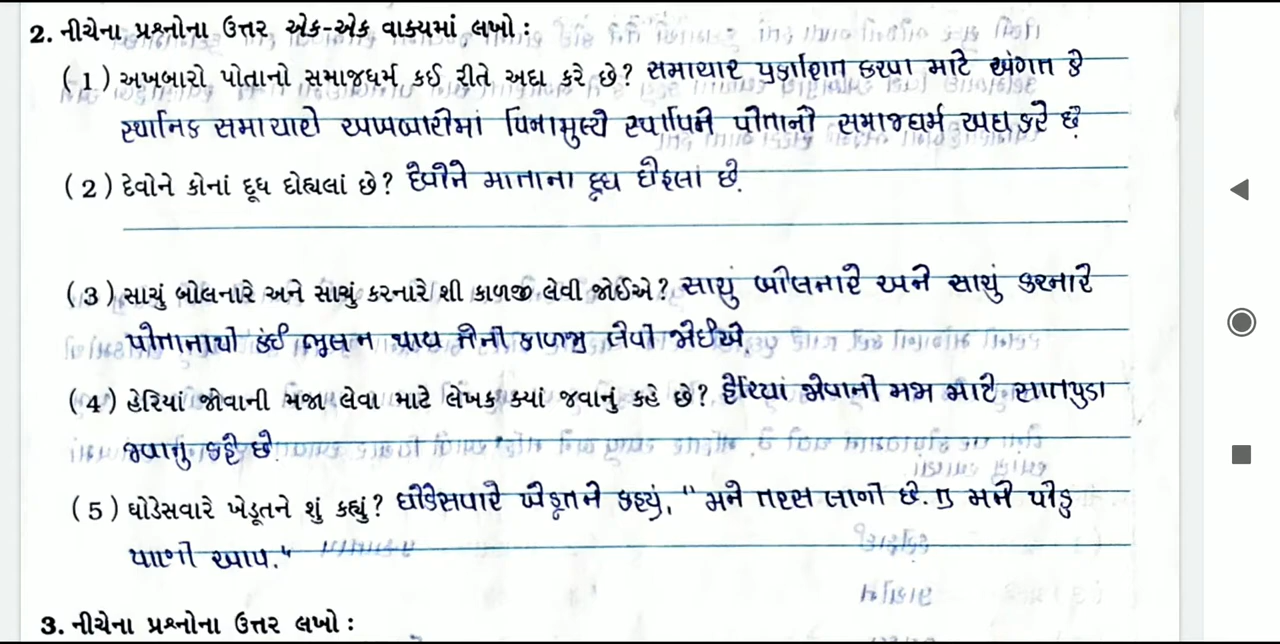 2. નીચેના પ્રશ્નોના ઉત્તર એક-એક વાક્યમાં લખો :
(1) અખબારો પોતાનો સમાજધર્મ કઈ રીતે અદા કરે છે? સમાચાર પ્રકાશિત કરવા માટે અંગત કે
સ્થાનિક સમાચારો અખબારીમાં વિનામુલ્યે સ્થાપિને પોતાનો સમાજધર્મ અદા કરે છે.
(2) દેવોને કોનાં દૂધ દોહ્યલાં છે? દેવોને માતાના દૂધ દોહલાં છે.
(3) સાચું બોલનારે અને સાચું કરનારે શી કાળજી લેવી જોઈએ? સાચું બોલનારે અને સાચું કરનારે
પોતાનાથી કંઈ ભુલ ન થાય તેની કાળજી લેવી જોઈએ.
(4) હેરિયાં જોવાની મજા લેવા માટે લેખક ક્યાં જવાનું કહે છે? હેરિયાં જોવાની મજા માટે સાતપુડા
જવાનું કહે છે.
(5) ઘોડેસવારે ખેડૂતને શું કહ્યું? ઘોડેસવારે ખેડૂતને કહ્યું, "મને તરસ લાગી છે. મને થોડુ
પાણી આપ."
3. નીચેના પ્રશ્નોના ઉત્તર લખો :